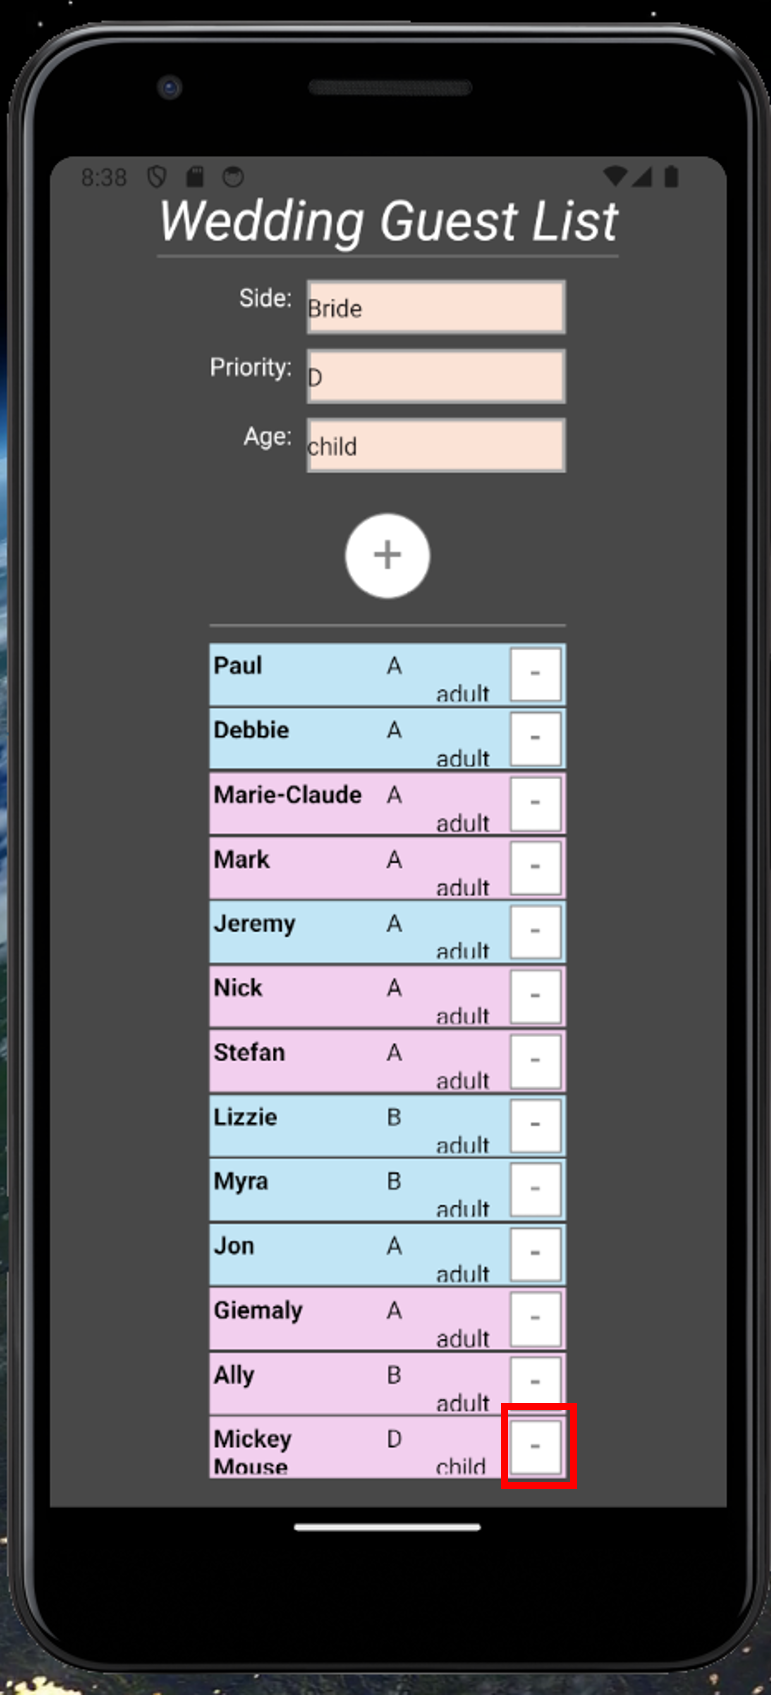 8:38
Wedding Guest List
Side: Bride
Priority: D
Age: child
+
Paul A adult -
Debbie A adult -
Marie-Claude A adult -
Mark A adult -
Jeremy A adult -
Nick A adult -
Stefan A adult -
Lizzie B adult -
Myra B adult -
Jon A adult -
Giemaly A adult -
Ally B adult -
Mickey D -
Mouse child